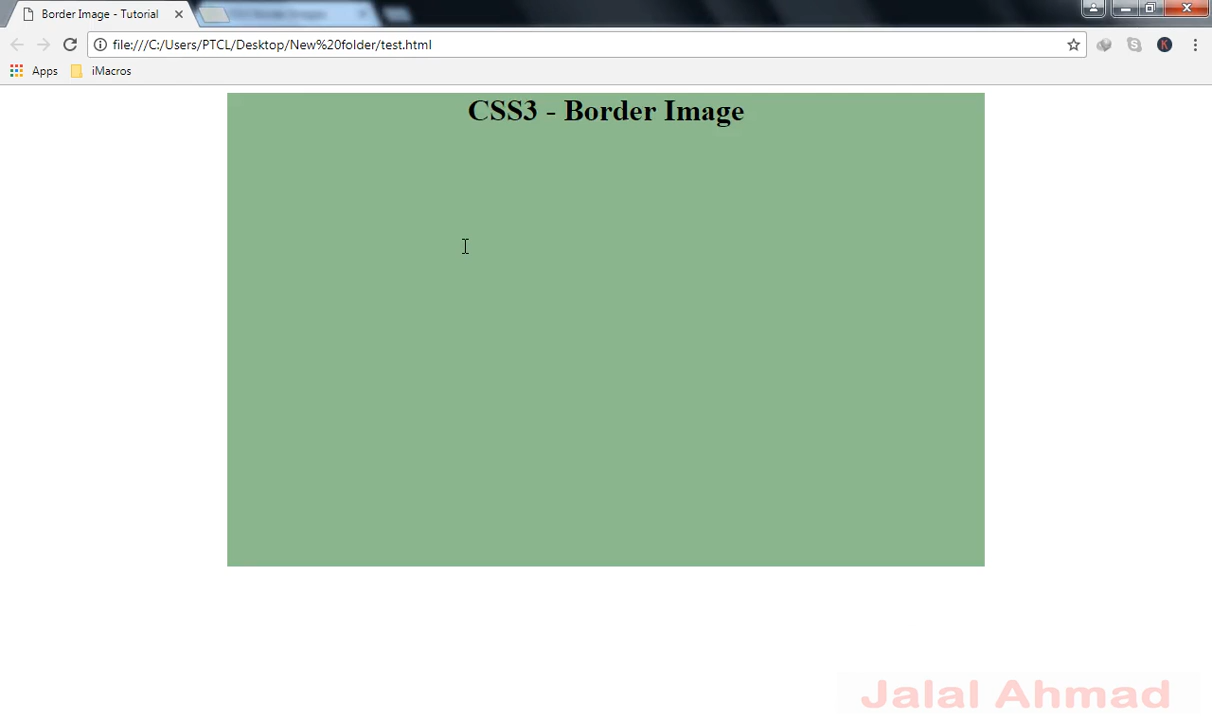 Border Image - Tutorial
file:///C:/Users/PTCL/Desktop/New%20folder/test.html
K
Apps
iMacros
CSS3 - Border Image
Jalal Ahmad